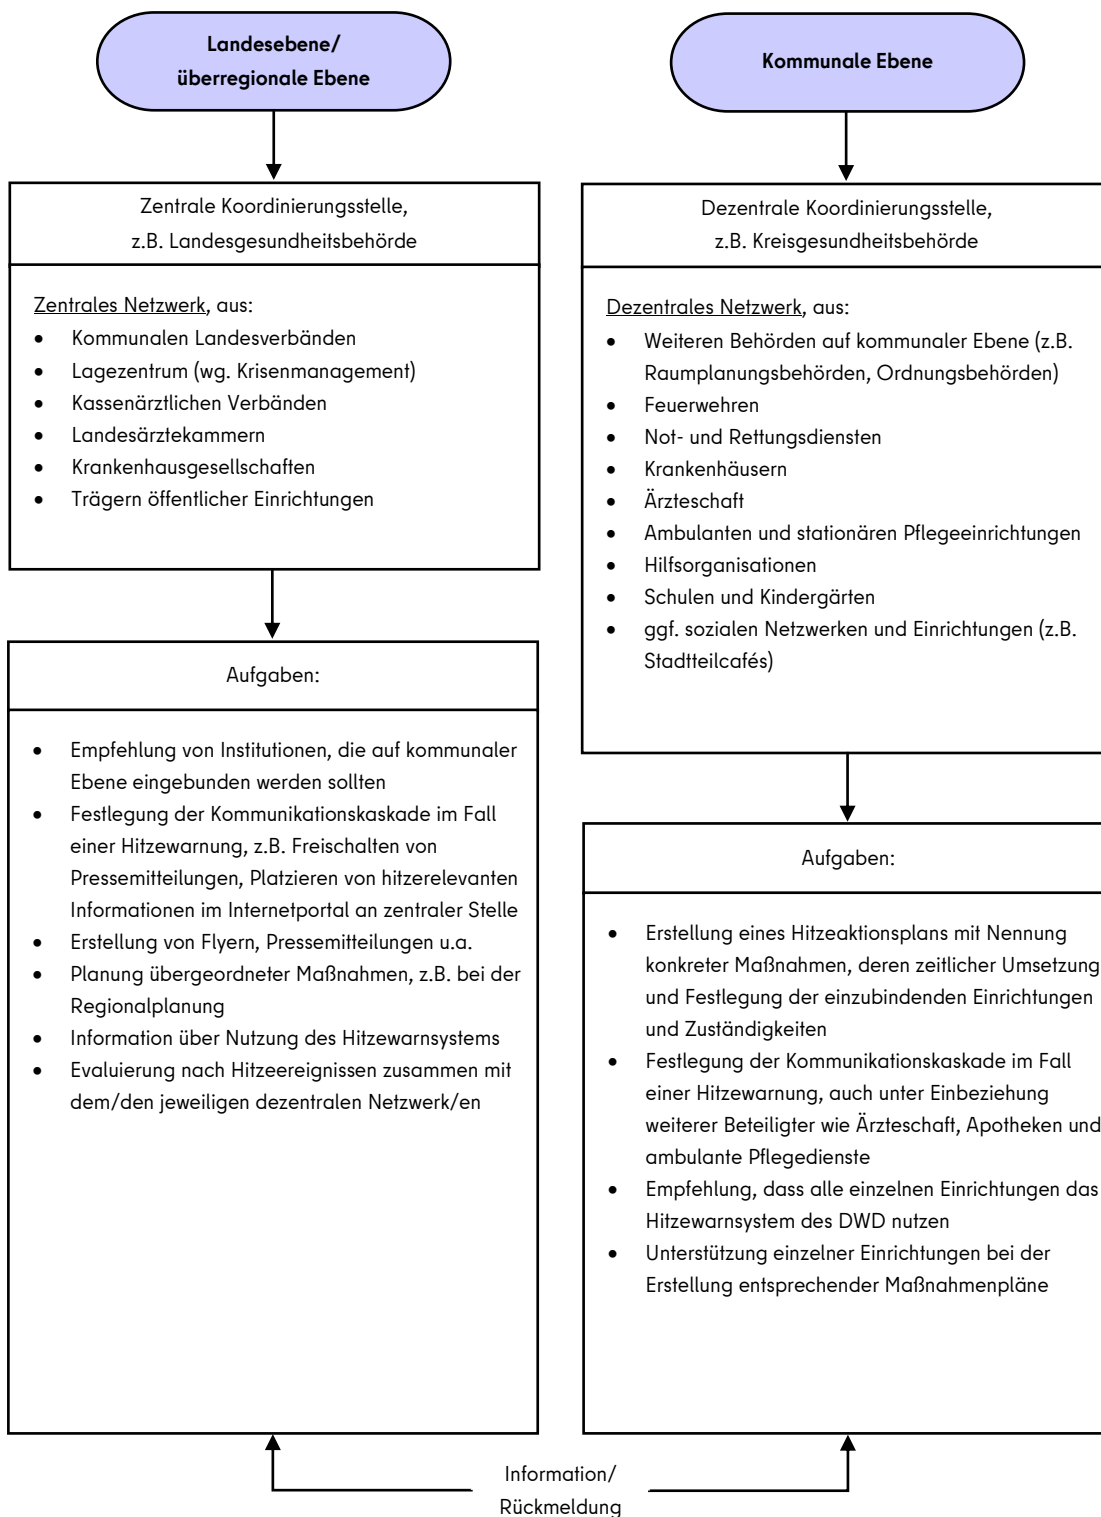 Landesebene/
überregionale Ebene
Zentrale Koordinierungsstelle,
z.B. Landesgesundheitsbehörde
Zentrales Netzwerk, aus:
• Kommunalen Landesverbänden
• Lagezentrum (wg. Krisenmanagement)
• Kassenärztlichen Verbänden
• Landesärztekammern
• Krankenhausgesellschaften
• Trägern öffentlicher Einrichtungen
Aufgaben:
• Empfehlung von Institutionen, die auf kommunaler
Ebene eingebunden werden sollten
• Festlegung der Kommunikationskaskade im Fall
einer Hitzewarnung, z.B. Freischalten von
Pressemitteilungen, Platzieren von hitzerelevanten
Informationen im Internetportal an zentraler Stelle
• Erstellung von Flyern, Pressemitteilungen u.a.
• Planung übergeordneter Maßnahmen, z.B. bei der
Regionalplanung
• Information über Nutzung des Hitzewarnsystems
• Evaluierung nach Hitzeereignissen zusammen mit
dem/den jeweiligen dezentralen Netzwerk/en
Kommunale Ebene
Dezentrale Koordinierungsstelle,
z.B. Kreisgesundheitsbehörde
Dezentrales Netzwerk, aus:
• Weiteren Behörden auf kommunaler Ebene (z.B.
Raumplanungsbehörden, Ordnungsbehörden)
• Feuerwehren
• Not- und Rettungsdiensten
• Krankenhäusern
• Ärzteschaft
• Ambulanten und stationären Pflegeeinrichtungen
• Hilfsorganisationen
• Schulen und Kindergärten
• ggf. sozialen Netzwerken und Einrichtungen (z.B.
Stadtteilcafés)
Aufgaben:
• Erstellung eines Hitzeaktionsplans mit Nennung
konkreter Maßnahmen, deren zeitlicher Umsetzung
und Festlegung der einzubindenden Einrichtungen
und Zuständigkeiten
• Festlegung der Kommunikationskaskade im Fall
einer Hitzewarnung, auch unter Einbeziehung
weiterer Beteiligter wie Ärzteschaft, Apotheken und
ambulante Pflegedienste
• Empfehlung, dass alle einzelnen Einrichtungen das
Hitzewarnsystem des DWD nutzen
• Unterstützung einzelner Einrichtungen bei der
Erstellung entsprechender Maßnahmenpläne
Information/
Rückmeldung